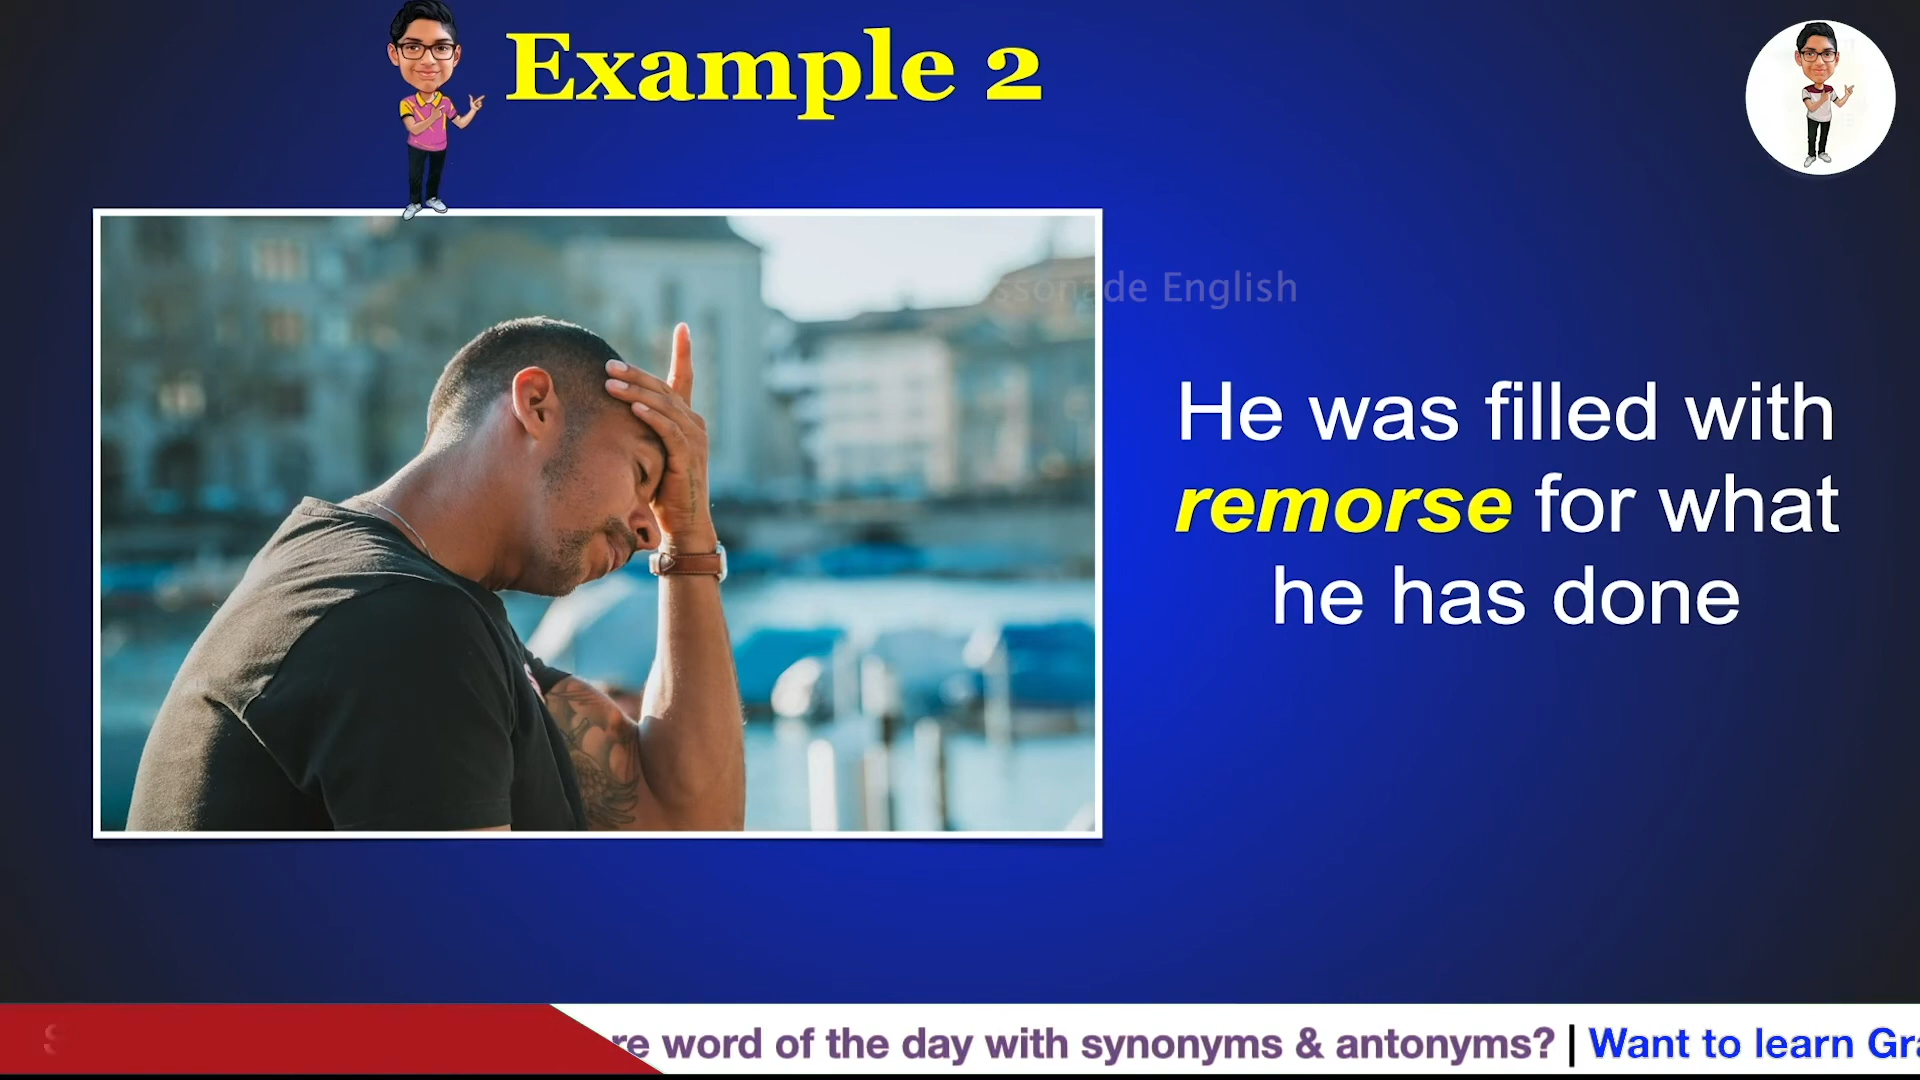 Example 2
de English
He was filled with
remorse for what
he has done
word of the day with synonyms & antonyms? | Want to learn